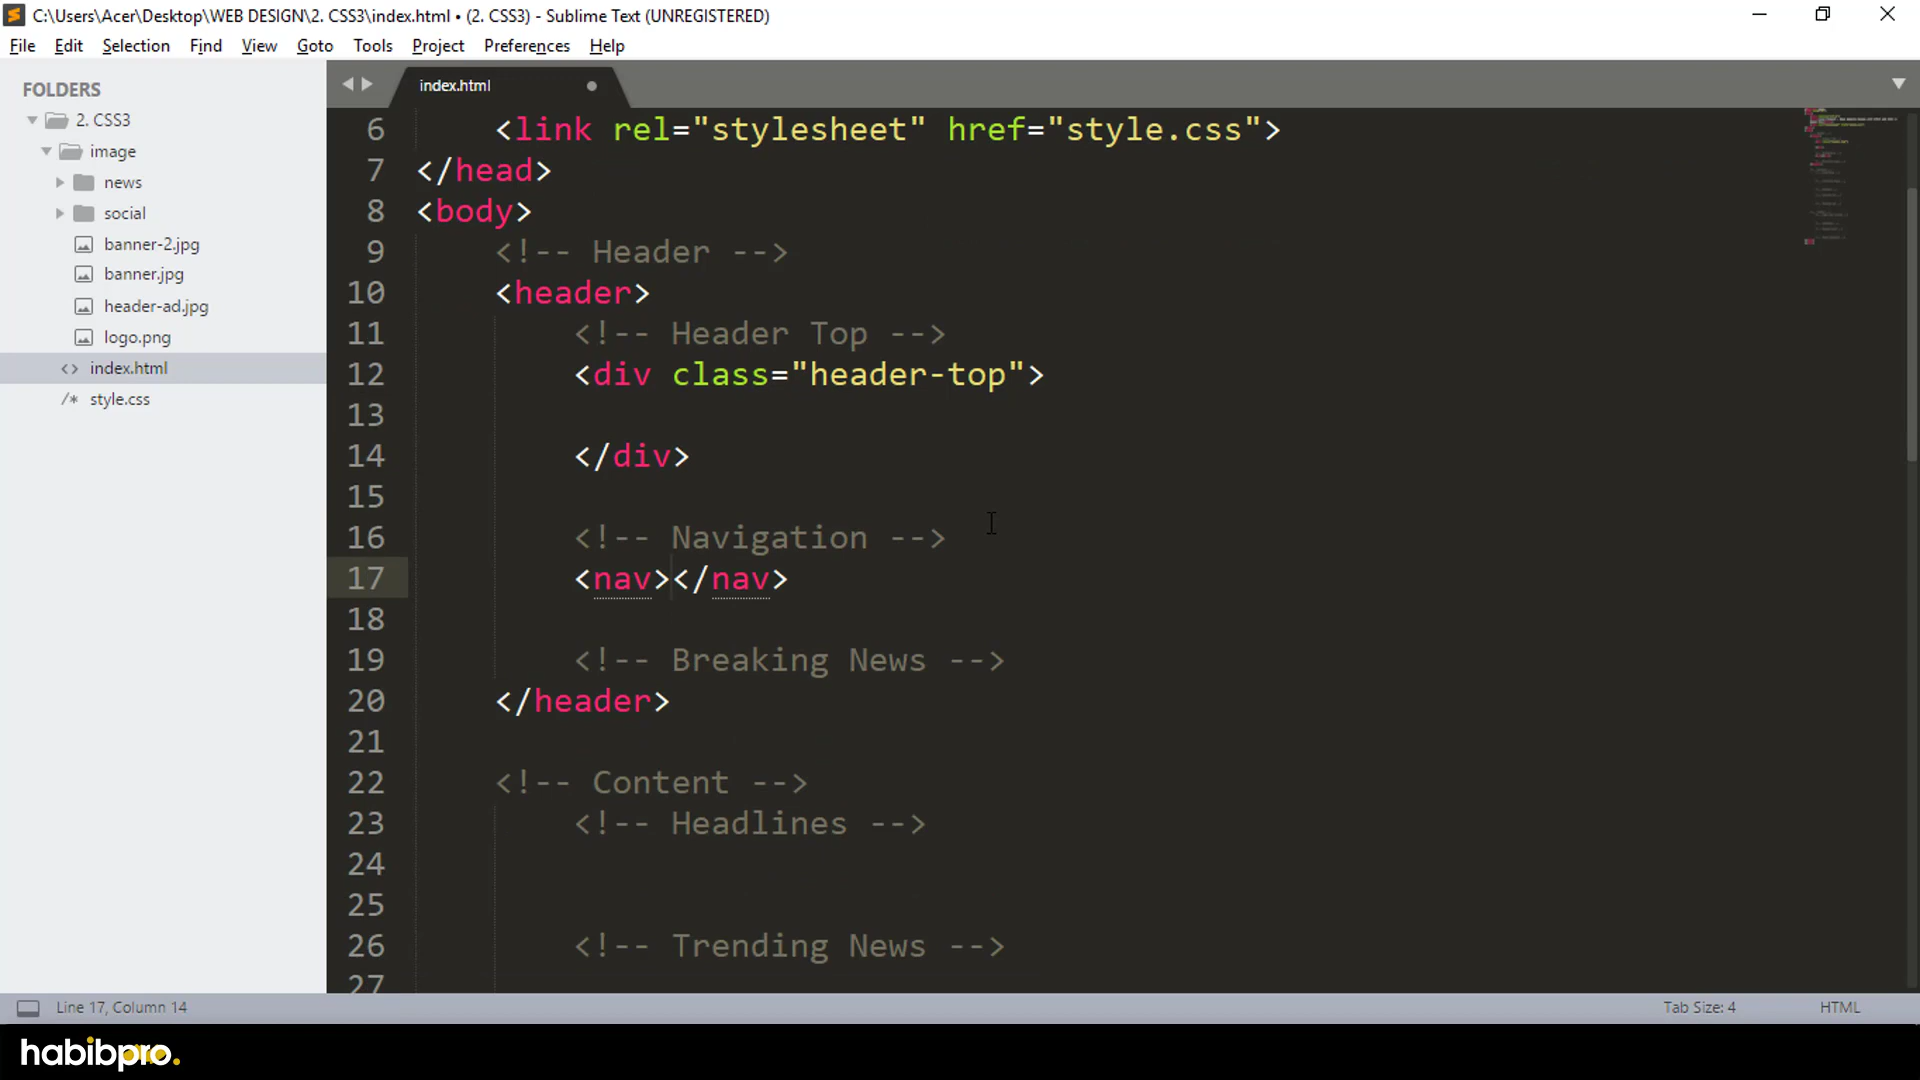 C:\Users\Acer\Desktop\WEB DESIGN\2. CSS3\index.html • (2. CSS3) - Sublime Text (UNREGISTERED)
File Edit Selection Find View Goto Tools Project Preferences Help
FOLDERS
2. CSS3
image
news
social
banner-2.jpg
banner.jpg
header-ad.jpg
logo.png
<> index.html
/* style.css
index.html
6 <link rel="stylesheet" href="style.css">
7 </head>
8 <body>
9 <!-- Header -->
10 <header>
11 <!-- Header Top -->
12 <div class="header-top">
13
14 </div>
15
16 <!-- Navigation -->
17 <nav></nav>
18
19 <!-- Breaking News -->
20 </header>
21
22 <!-- Content -->
23 <!-- Headlines -->
24
25
26 <!-- Trending News -->
27
Line 17, Column 14
Tab Size: 4
HTML
habibpro.